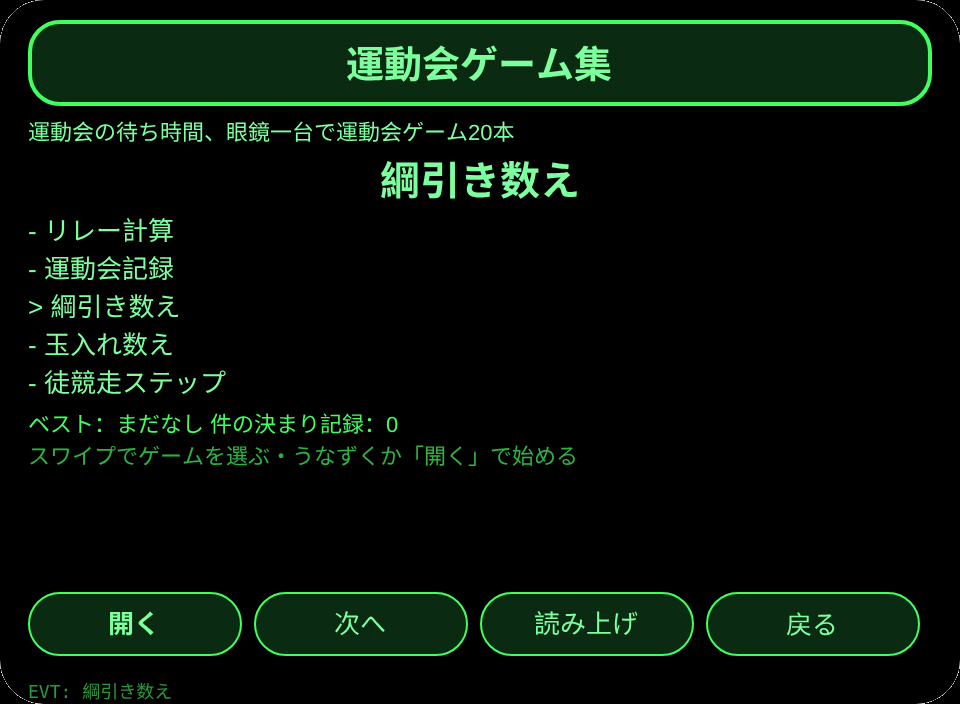 運動会ゲーム集
運動会の待ち時間、眼鏡一台で運動会ゲーム20本
綱引き数え
- リレー計算
- 運動会記録
> 綱引き数え
- 玉入れ数え
- 徒競走ステップ
ベスト：まだなし 件の決まり記録：0
スワイプでゲームを選ぶ・うなずくか「開く」で始める
開く 次へ 読み上げ 戻る
EVT: 綱引き数え